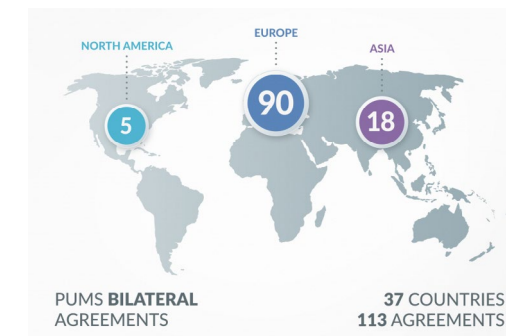 EUROPE
NORTH AMERICA
ASIA
5
90
18
PUMS BILATERAL
AGREEMENTS
37 COUNTRIES
113 AGREEMENTS